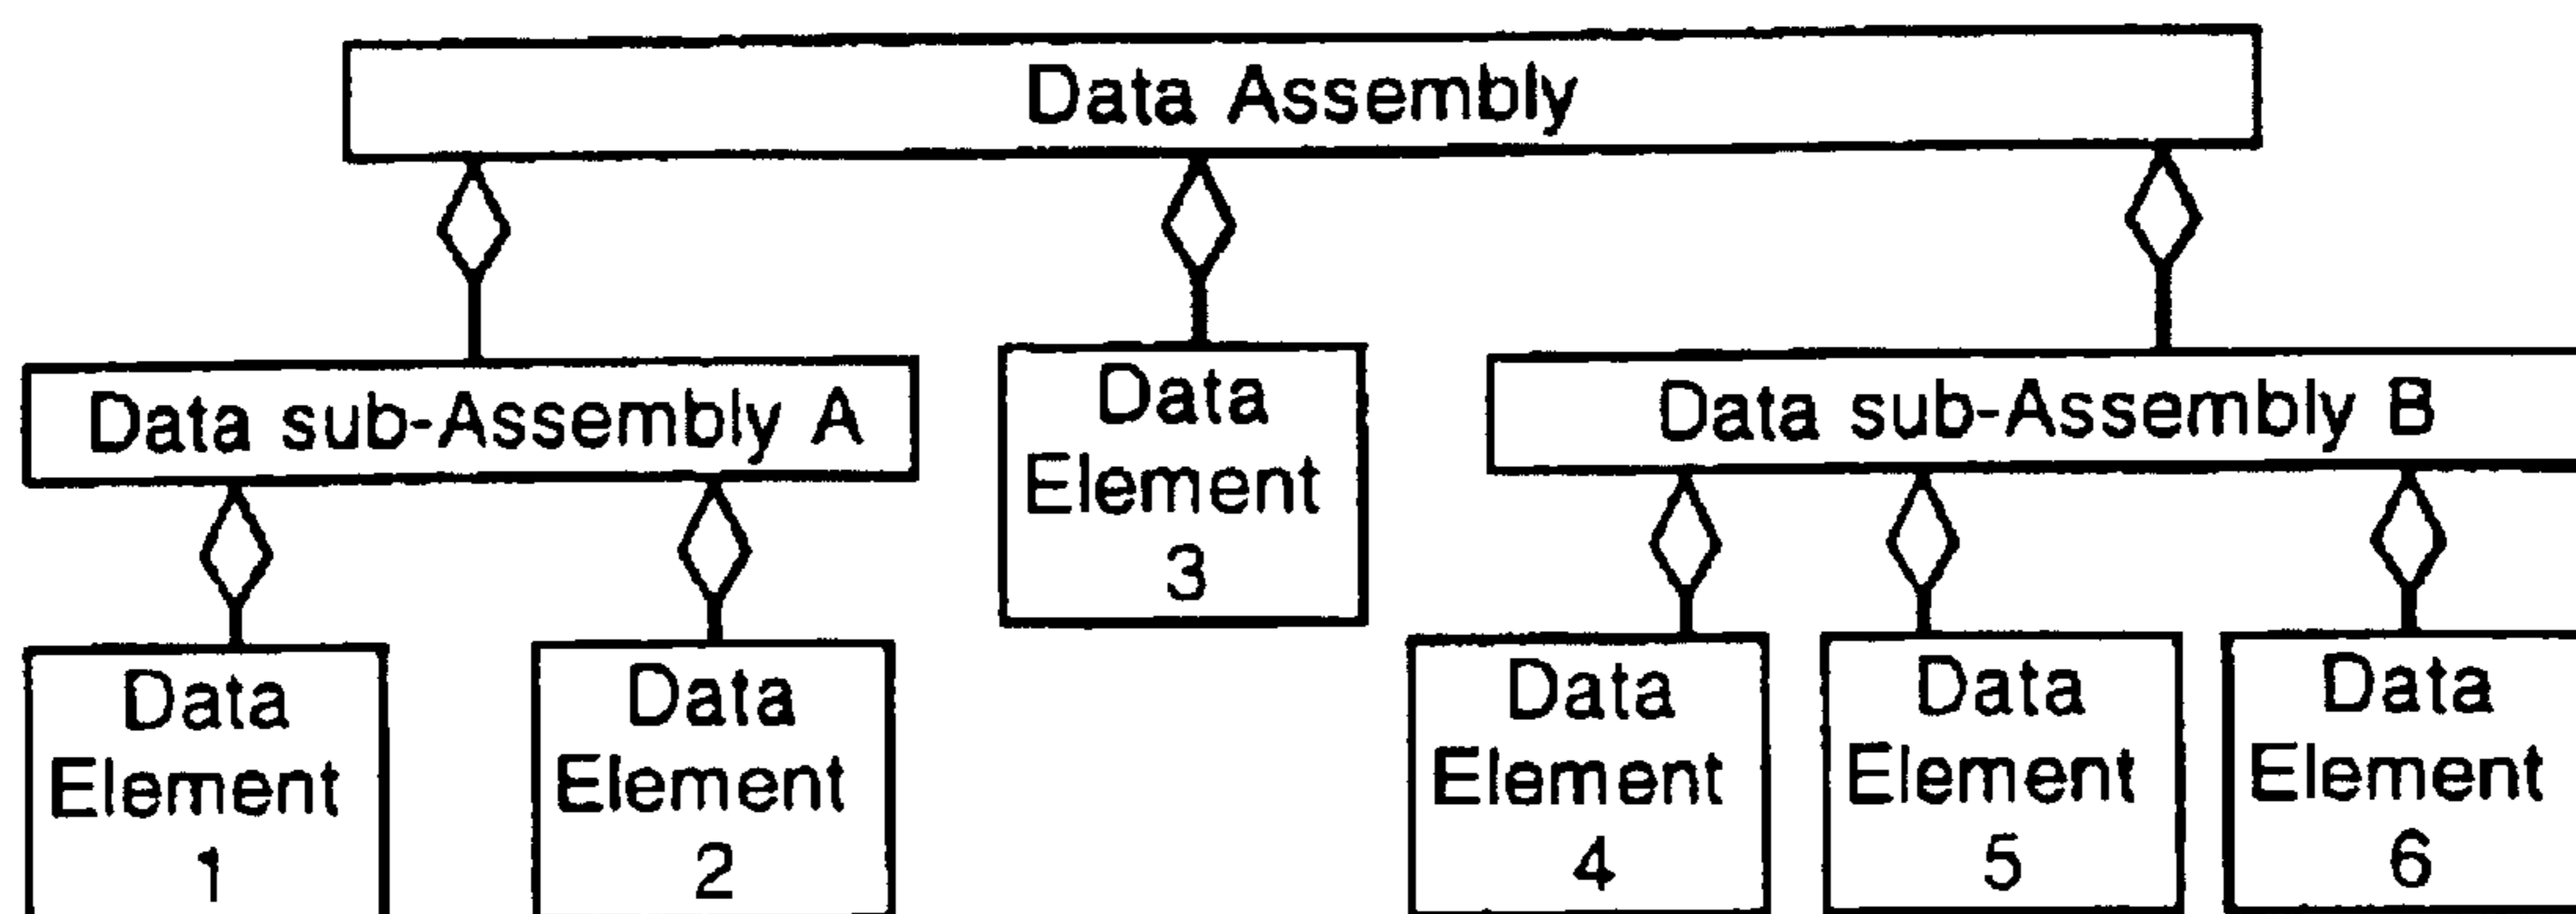 Data Assembly
Data sub-Assembly A
Data
Element
3
Data sub-Assembly B
Data
Element
1
Data
Element
2
Data
Element
4
Data
Element
5
Data
Element
6